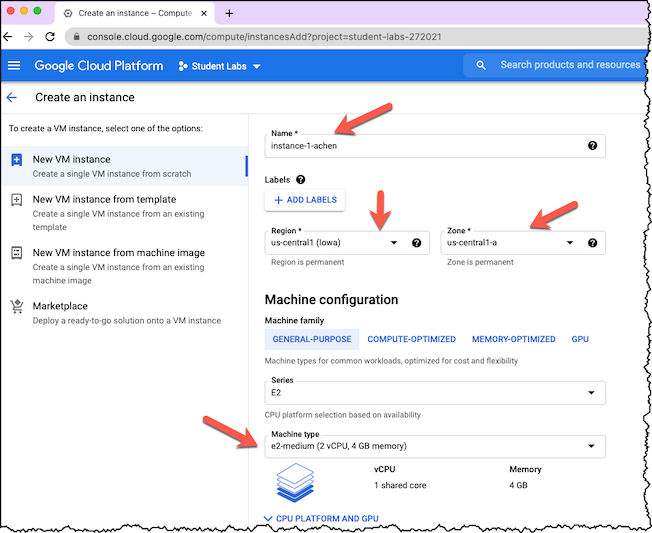 Create an instance – Compute
console.cloud.google.com/compute/instancesAdd?project=student-labs-272021
Google Cloud Platform
Student Labs
Search products and resources
Create an instance
To create a VM instance, select one of the options:
New VM instance
Create a single VM instance from scratch
New VM instance from template
Create a single VM instance from an existing
template
New VM instance from machine image
Create a single VM instance from an existing
machine image
Marketplace
Deploy a ready-to-go solution onto a VM instance
Name *
instance-1-achen
Labels
+ ADD LABELS
Region *
us-central1 (Iowa)
Region is permanent
Zone *
us-central1-a
Zone is permanent
Machine configuration
Machine family
GENERAL-PURPOSE COMPUTE-OPTIMIZED MEMORY-OPTIMIZED GPU
Machine types for common workloads, optimized for cost and flexibility
Series
E2
CPU platform selection based on availability
Machine type
e2-medium (2 vCPU, 4 GB memory)
vCPU Memory
1 shared core 4 GB
CPU PLATFORM AND GPU